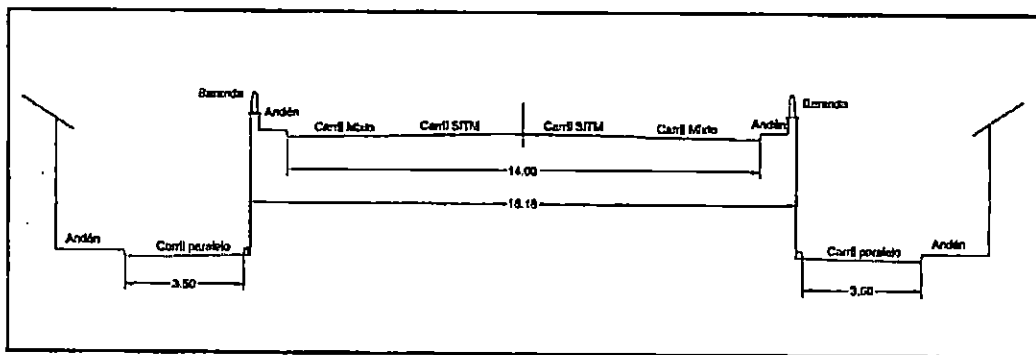 Baranda
Baranda
Andén
Carril Mixto
Carril SITM
Carril SITM
Carril Mixto
Andén
14.00
Andén
Carril paralelo
Carril paralelo
Andén
3.50